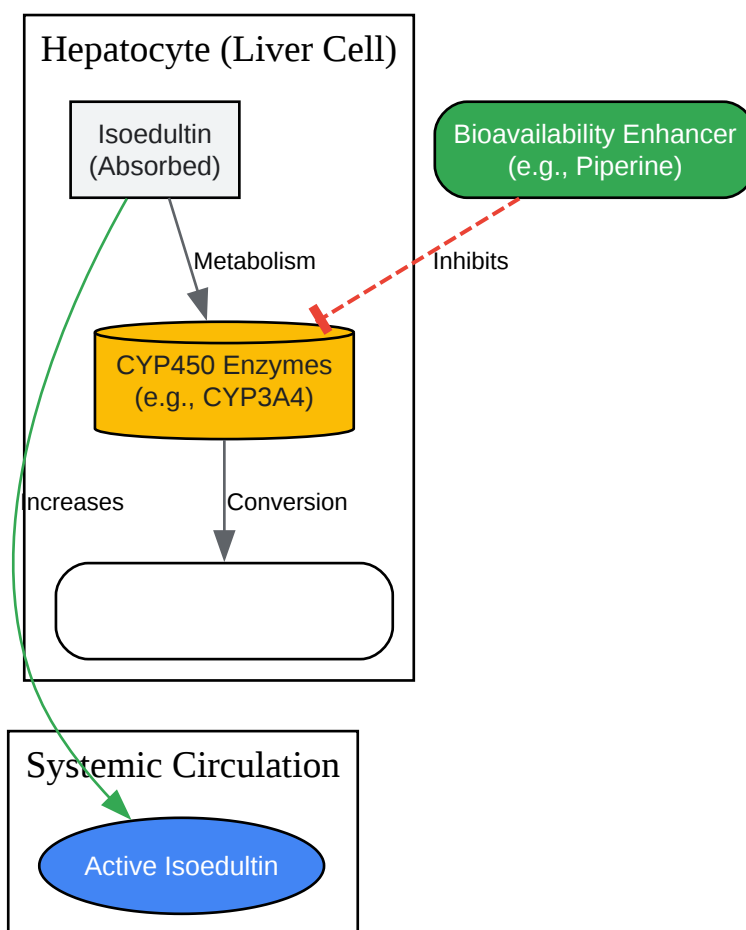 Hepatocyte (Liver Cell)
Isoedultin
(Absorbed)
Bioavailability Enhancer
(e.g., Piperine)
Metabolism
Inhibits
CYP450 Enzymes
(e.g., CYP3A4)
Increases
Conversion
Systemic Circulation
Active Isoedultin